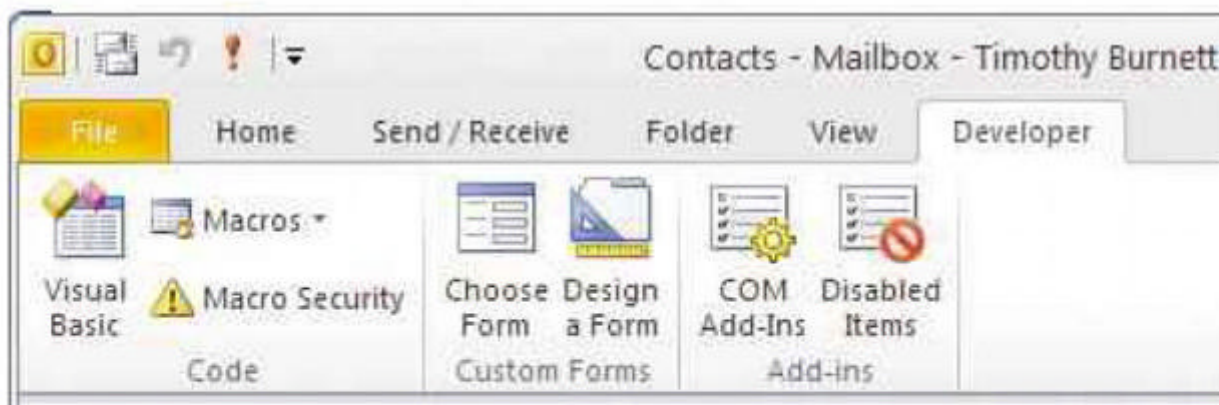 Contacts - Mailbox - Timothy Burnett
File Home Send / Receive Folder View Developer
Visual Basic
Macros
Macro Security
Choose Form
Design a Form
COM Add-Ins
Disabled Items
Code Custom Forms Add-ins